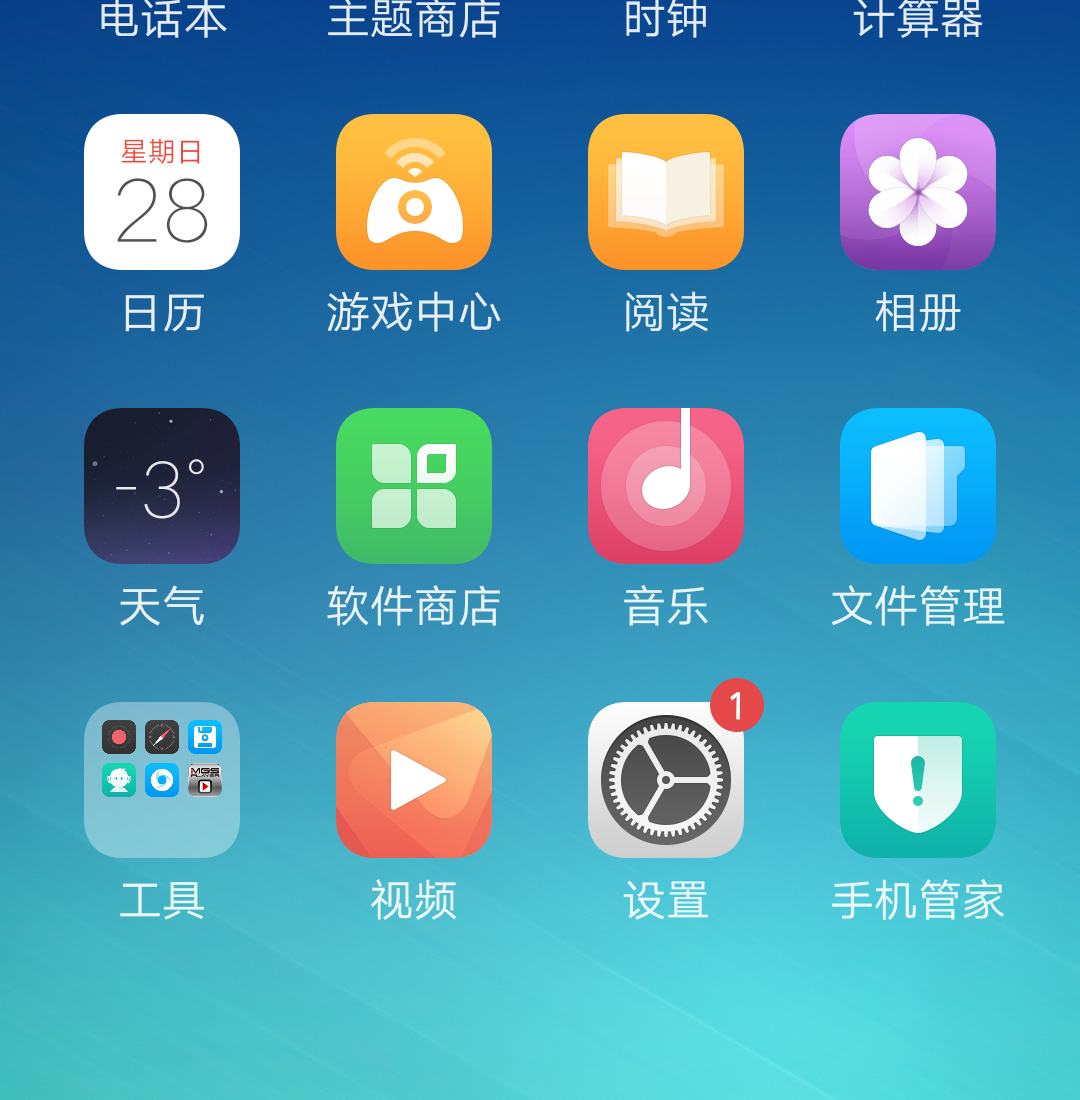 电话本 主题商店 时钟 计算器
星期日
28
日历 游戏中心 阅读 相册
-3°
天气 软件商店 音乐 文件管理
1
MGS
工具 视频 设置 手机管家